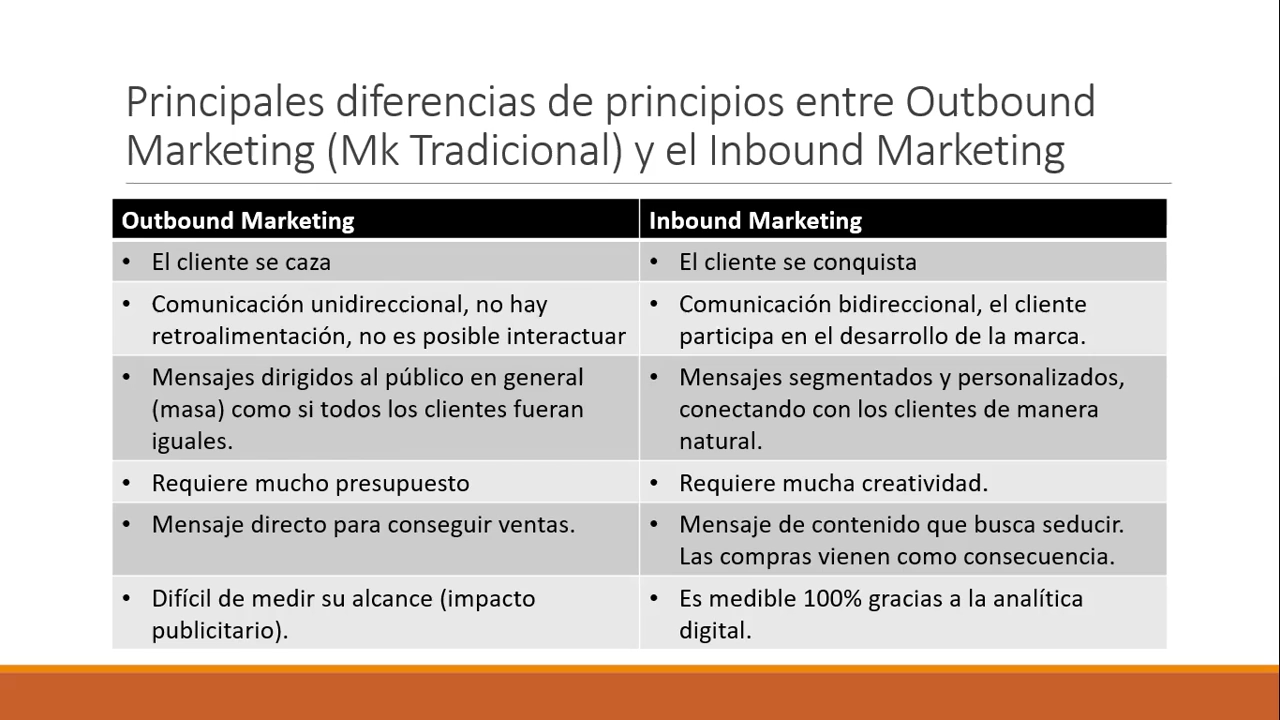 Principales diferencias de principios entre Outbound
Marketing (Mk Tradicional) y el Inbound Marketing
Outbound Marketing
Inbound Marketing
• El cliente se caza
• El cliente se conquista
• Comunicación unidireccional, no hay
retroalimentación, no es posible interactuar
• Comunicación bidireccional, el cliente
participa en el desarrollo de la marca.
• Mensajes dirigidos al público en general
(masa) como si todos los clientes fueran
iguales.
• Mensajes segmentados y personalizados,
conectando con los clientes de manera
natural.
• Requiere mucho presupuesto
• Requiere mucha creatividad.
• Mensaje directo para conseguir ventas.
• Mensaje de contenido que busca seducir.
Las compras vienen como consecuencia.
• Difícil de medir su alcance (impacto
publicitario).
• Es medible 100% gracias a la analítica
digital.